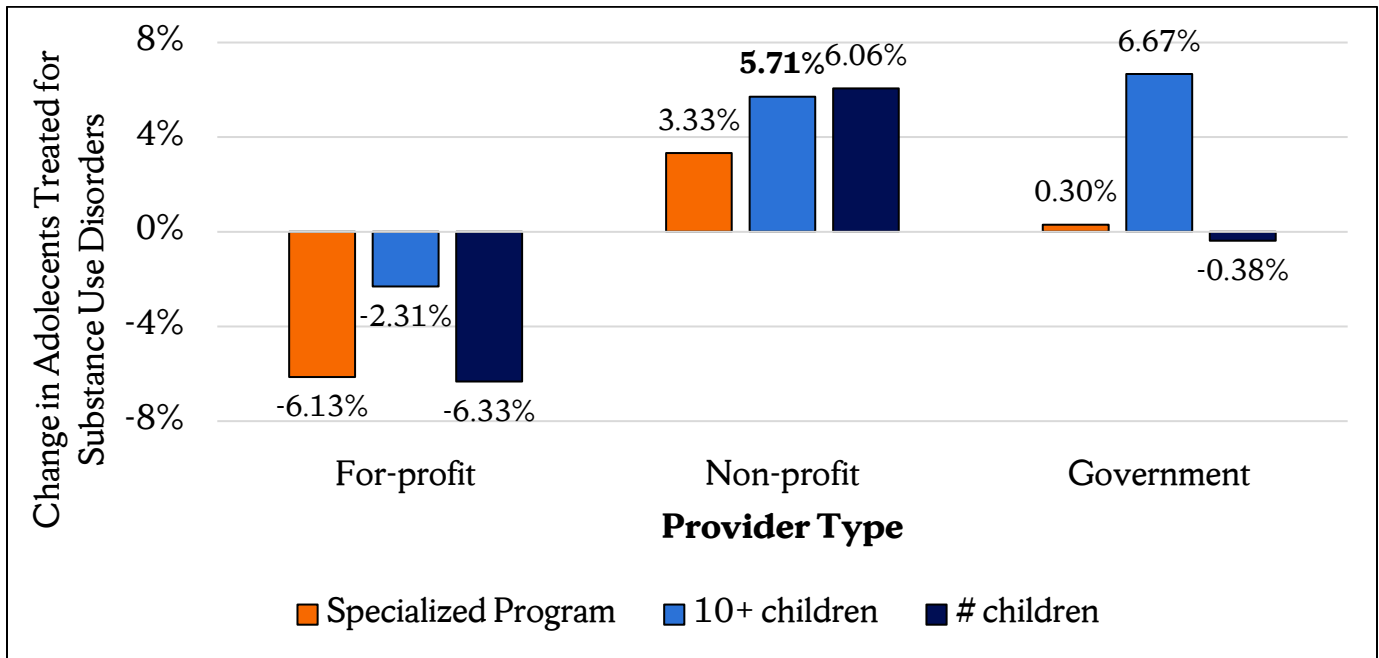 Change in Adolecents Treated for
Substance Use Disorders
8%
4%
0%
-4%
-8%
-6.13%
-2.31%
-6.33%
3.33%
5.71%
6.06%
0.30%
6.67%
-0.38%
For-profit
Non-profit
Government
Provider Type
Specialized Program
10+ children
# children